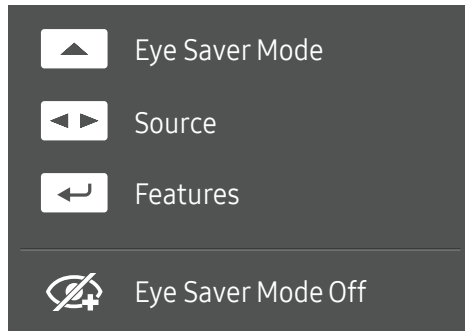 Eye Saver Mode
Source
Features
Eye Saver Mode Off